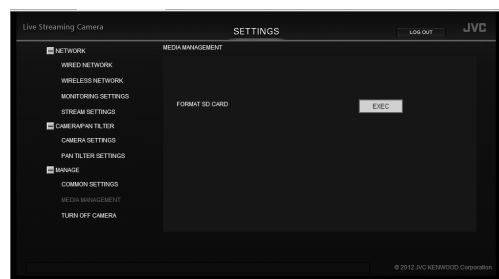 Live Streaming Camera
SETTINGS
LOG OUT
JVC
NETWORK
WIRED NETWORK
WIRELESS NETWORK
MONITORING SETTINGS
STREAM SETTINGS
CAMERA/PAN TILTER
CAMERA SETTINGS
PAN TILTER SETTINGS
MANAGE
COMMON SETTINGS
MEDIA MANAGEMENT
TURN OFF CAMERA
MEDIA MANAGEMENT
FORMAT SD CARD
EXEC
© 2012 JVC KENWOOD Corporation